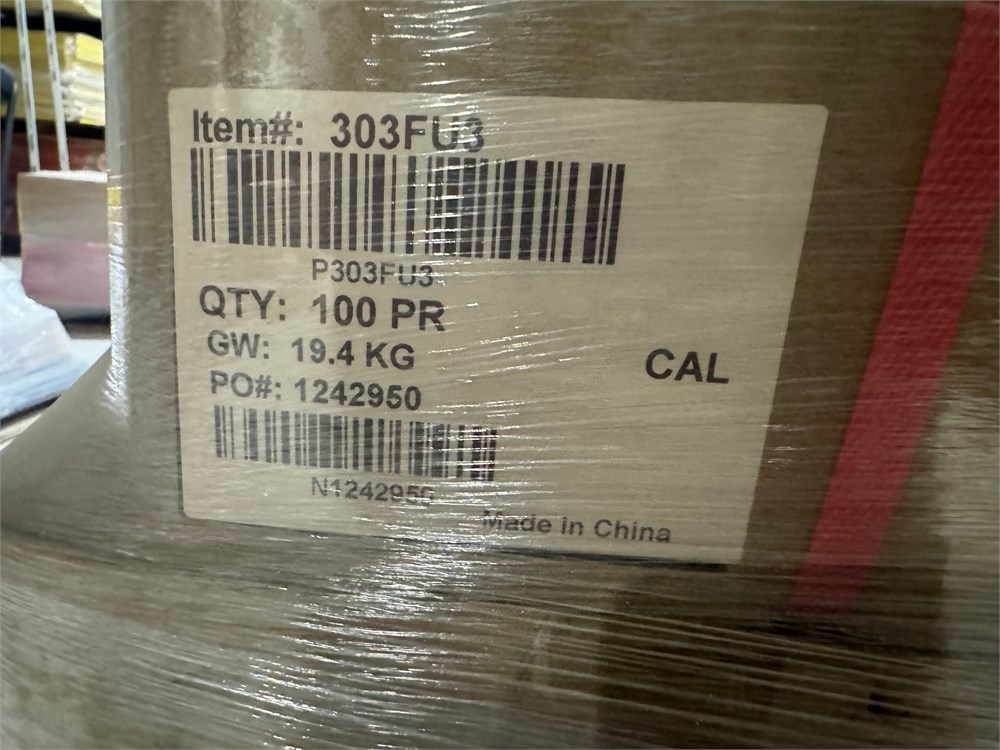 Item#: 303FU3
P303FU3
QTY: 100 PR
GW: 19.4 KG
CAL
PO#: 1242950
N1242950
Made in China